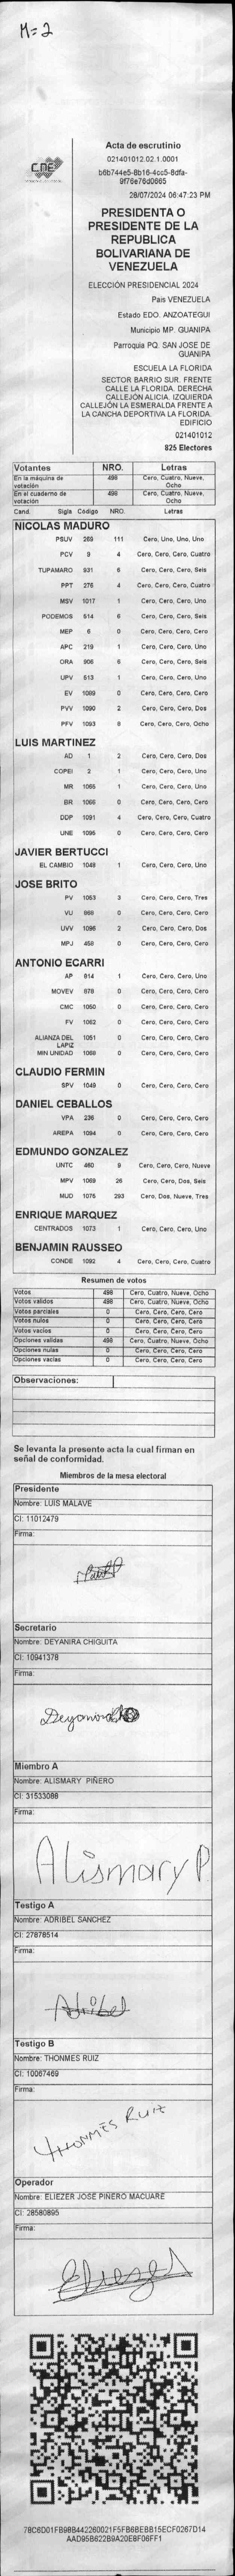 M=2
CNE
Acta de escrutinio
021401012.02.1.0001
b6b744e5-8b16-4cc5-8dfa-
9f76e76d0665
28/07/2024 06:47:23 PM
PRESIDENTA O
PRESIDENTE DE LA
REPUBLICA
BOLIVARIANA DE
VENEZUELA
ELECCIÓN PRESIDENCIAL 2024
Pais VENEZUELA
Estado EDO. ANZOATEGUI
Municipio MP. GUANIPA
Parroquia PQ. SAN JOSE DE
GUANIPA
ESCUELA LA FLORIDA
SECTOR BARRIO SUR. FRENTE
CALLE LA FLORIDA. DERECHA
CALLEJÓN ALICIA. IZQUIERDA
CALLEJÓN LA ESMERALDA FRENTE A
LA CANCHA DEPORTIVA LA FLORIDA.
EDIFICIO
021401012
825 Electores
Votantes NRO. Letras
En la máquina de votación 498 Cero, Cuatro, Nueve, Ocho
En el cuaderno de votación 498 Cero, Cuatro, Nueve, Ocho
Cand. Sigla Código NRO. Letras
NICOLAS MADURO
PSUV 269 111 Cero, Uno, Uno, Uno
PCV 9 4 Cero, Cero, Cero, Cuatro
TUPAMARO 931 6 Cero, Cero, Cero, Seis
PPT 276 4 Cero, Cero, Cero, Cuatro
MSV 1017 1 Cero, Cero, Cero, Uno
PODEMOS 514 6 Cero, Cero, Cero, Seis
MEP 6 0 Cero, Cero, Cero, Cero
APC 219 1 Cero, Cero, Cero, Uno
ORA 906 6 Cero, Cero, Cero, Seis
UPV 513 1 Cero, Cero, Cero, Uno
EV 1089 0 Cero, Cero, Cero, Cero
PVV 1090 2 Cero, Cero, Cero, Dos
PFV 1093 8 Cero, Cero, Cero, Ocho
LUIS MARTINEZ
AD 1 2 Cero, Cero, Cero, Dos
COPEI 2 1 Cero, Cero, Cero, Uno
MR 1065 1 Cero, Cero, Cero, Uno
BR 1066 0 Cero, Cero, Cero, Cero
DDP 1091 4 Cero, Cero, Cero, Cuatro
UNE 1095 0 Cero, Cero, Cero, Cero
JAVIER BERTUCCI
EL CAMBIO 1048 1 Cero, Cero, Cero, Uno
JOSE BRITO
PV 1053 3 Cero, Cero, Cero, Tres
VU 868 0 Cero, Cero, Cero, Cero
UVV 1096 2 Cero, Cero, Cero, Dos
MPJ 458 0 Cero, Cero, Cero, Cero
ANTONIO ECARRI
AP 914 1 Cero, Cero, Cero, Uno
MOVEV 878 0 Cero, Cero, Cero, Cero
CMC 1050 0 Cero, Cero, Cero, Cero
FV 1062 0 Cero, Cero, Cero, Cero
ALIANZA DEL LAPIZ 1051 0 Cero, Cero, Cero, Cero
MIN UNIDAD 1068 0 Cero, Cero, Cero, Cero
CLAUDIO FERMIN
SPV 1049 0 Cero, Cero, Cero, Cero
DANIEL CEBALLOS
VPA 236 0 Cero, Cero, Cero, Cero
AREPA 1094 0 Cero, Cero, Cero, Cero
EDMUNDO GONZALEZ
UNTC 460 9 Cero, Cero, Cero, Nueve
MPV 1069 26 Cero, Cero, Dos, Seis
MUD 1075 293 Cero, Dos, Nueve, Tres
ENRIQUE MARQUEZ
CENTRADOS 1073 1 Cero, Cero, Cero, Uno
BENJAMIN RAUSSEO
CONDE 1092 4 Cero, Cero, Cero, Cuatro
Resumen de votos
Votos 498 Cero, Cuatro, Nueve, Ocho
Votos validos 498 Cero, Cuatro, Nueve, Ocho
Votos parciales 0 Cero, Cero, Cero, Cero
Votos nulos 0 Cero, Cero, Cero, Cero
Votos vacios 0 Cero, Cero, Cero, Cero
Opciones validas 498 Cero, Cuatro, Nueve, Ocho
Opciones nulas 0 Cero, Cero, Cero, Cero
Opciones vacias 0 Cero, Cero, Cero, Cero
Observaciones:
Se levanta la presente acta la cual firman en
señal de conformidad.
Miembros de la mesa electoral
Presidente
Nombre: LUIS MALAVE
CI: 11012479
Firma:
Secretario
Nombre: DEYANIRA CHIGUITA
CI: 10941378
Firma:
Miembro A
Nombre: ALISMARY PIÑERO
CI: 31533088
Firma:
Alismary P.
Testigo A
Nombre: ADRIBEL SANCHEZ
CI: 27878514
Firma:
Adribel
Testigo B
Nombre: THONMES RUIZ
CI: 10067469
Firma:
THONMES RUIZ
Operador
Nombre: ELIEZER JOSE PIÑERO MACUARE
CI: 28580895
Firma:
Eliezer
78C6D01FB98B442260021F5FB6BEBB15ECF0267D14
AAD95B622B9A20E8F06FF1